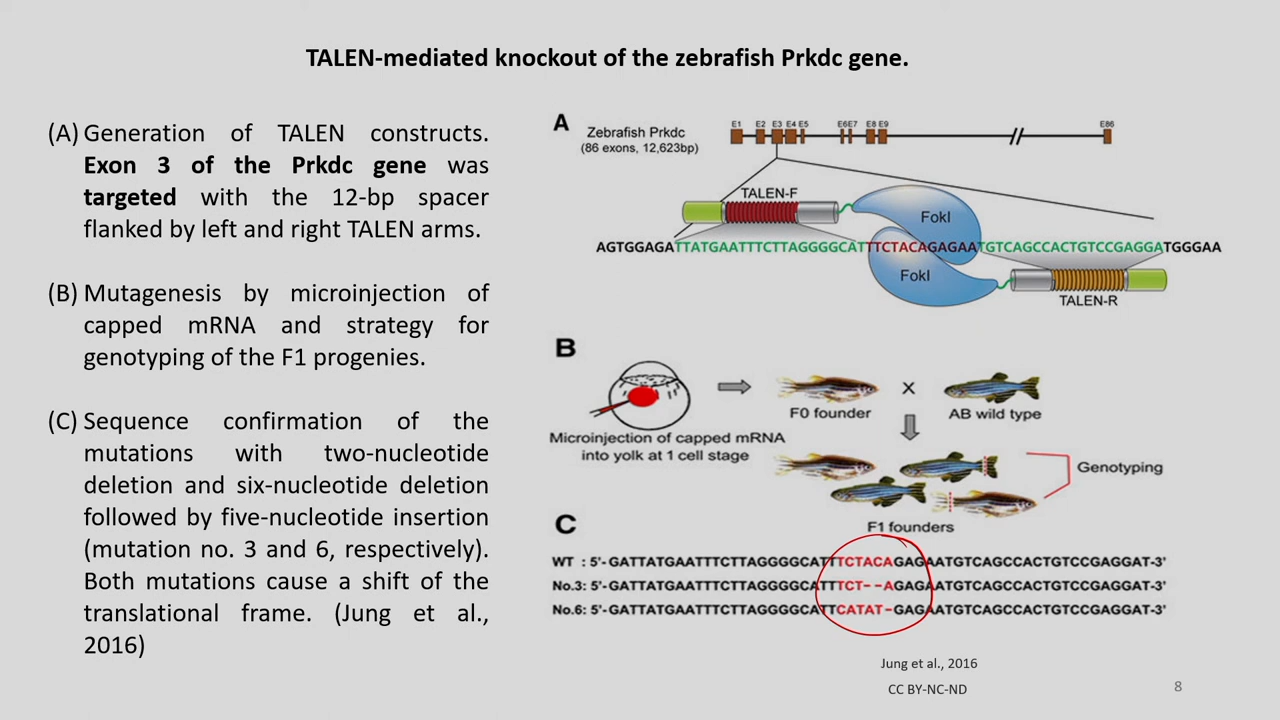 TALEN-mediated knockout of the zebrafish Prkdc gene.
(A) Generation of TALEN constructs.
Exon 3 of the Prkdc gene was
targeted with the 12-bp spacer
flanked by left and right TALEN arms.
(B) Mutagenesis by microinjection of
capped mRNA and strategy for
genotyping of the F1 progenies.
(C) Sequence confirmation of the
mutations with two-nucleotide
deletion and six-nucleotide deletion
followed by five-nucleotide insertion
(mutation no. 3 and 6, respectively).
Both mutations cause a shift of the
translational frame. (Jung et al.,
2016)
A
Zebrafish Prkdc
(86 exons, 12,623bp)
E1 E2 E3 E4 E5 E6 E7 E8 E9 E86
TALEN-F
FokI
AGTGGAGATTATGAATTTCTTAGGGGCATTTCTACAGAGAATGTCAGCCACTGTCCGAGGATGGGAA
FokI
TALEN-R
B
F0 founder X AB wild type
Microinjection of capped mRNA
into yolk at 1 cell stage
Genotyping
F1 founders
C
WT : 5'- GATTATGAATTTCTTAGGGGCATTTCTACAGAGAATGTCAGCCACTGTCCGAGGAT-3'
No.3: 5'- GATTATGAATTTCTTAGGGGCATTTCT--AGAGAATGTCAGCCACTGTCCGAGGAT-3'
No.6: 5'- GATTATGAATTTCTTAGGGGCATTCATAT-GAGAATGTCAGCCACTGTCCGAGGAT-3'
Jung et al., 2016
CC BY-NC-ND
8